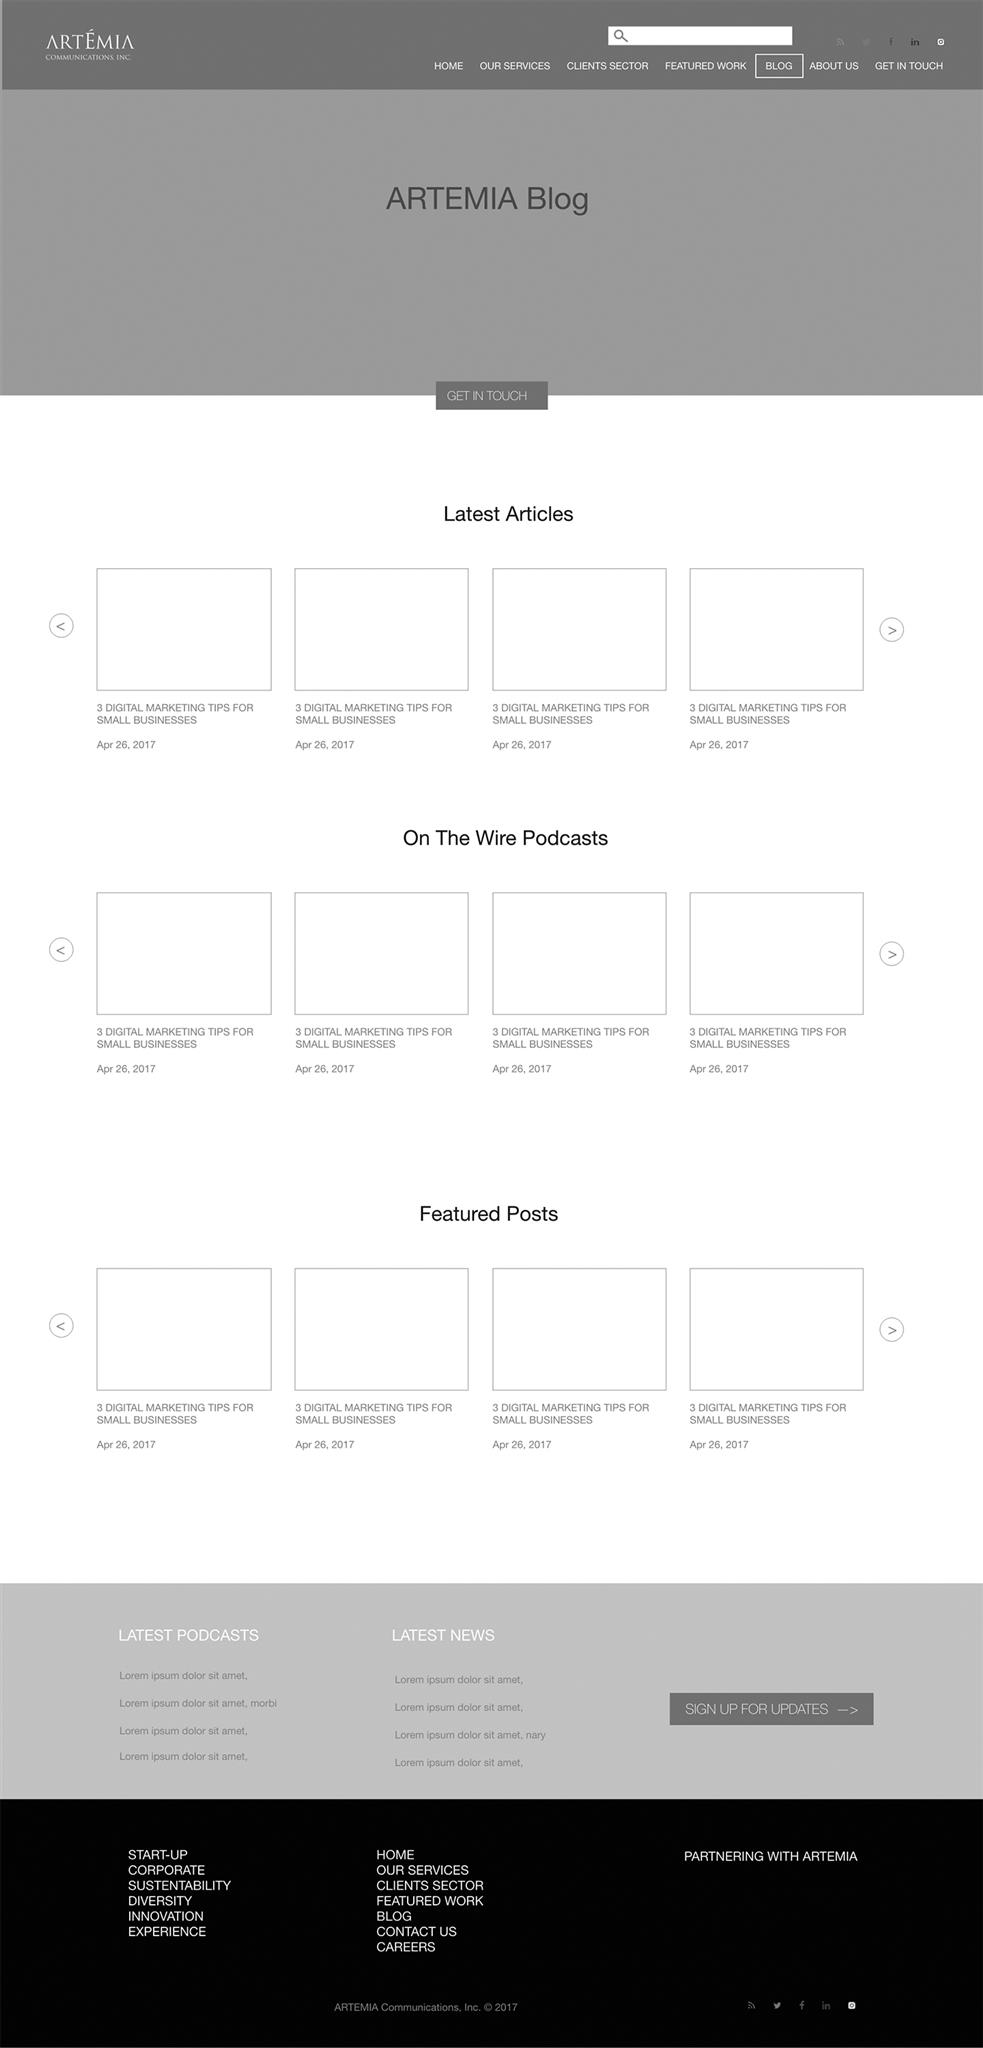 ARTÉMIA
COMMUNICATIONS, INC.
HOME OUR SERVICES CLIENTS SECTOR FEATURED WORK BLOG ABOUT US GET IN TOUCH
ARTEMIA Blog
GET IN TOUCH
Latest Articles
< >
3 DIGITAL MARKETING TIPS FOR
SMALL BUSINESSES
Apr 26, 2017
3 DIGITAL MARKETING TIPS FOR
SMALL BUSINESSES
Apr 26, 2017
3 DIGITAL MARKETING TIPS FOR
SMALL BUSINESSES
Apr 26, 2017
3 DIGITAL MARKETING TIPS FOR
SMALL BUSINESSES
Apr 26, 2017
On The Wire Podcasts
< >
3 DIGITAL MARKETING TIPS FOR
SMALL BUSINESSES
Apr 26, 2017
3 DIGITAL MARKETING TIPS FOR
SMALL BUSINESSES
Apr 26, 2017
3 DIGITAL MARKETING TIPS FOR
SMALL BUSINESSES
Apr 26, 2017
3 DIGITAL MARKETING TIPS FOR
SMALL BUSINESSES
Apr 26, 2017
Featured Posts
< >
3 DIGITAL MARKETING TIPS FOR
SMALL BUSINESSES
Apr 26, 2017
3 DIGITAL MARKETING TIPS FOR
SMALL BUSINESSES
Apr 26, 2017
3 DIGITAL MARKETING TIPS FOR
SMALL BUSINESSES
Apr 26, 2017
3 DIGITAL MARKETING TIPS FOR
SMALL BUSINESSES
Apr 26, 2017
LATEST PODCASTS
Lorem ipsum dolor sit amet,
Lorem ipsum dolor sit amet, morbi
Lorem ipsum dolor sit amet,
Lorem ipsum dolor sit amet,
LATEST NEWS
Lorem ipsum dolor sit amet,
Lorem ipsum dolor sit amet,
Lorem ipsum dolor sit amet, nary
Lorem ipsum dolor sit amet,
SIGN UP FOR UPDATES —>
START-UP
CORPORATE
SUSTENTABILITY
DIVERSITY
INNOVATION
EXPERIENCE
HOME
OUR SERVICES
CLIENTS SECTOR
FEATURED WORK
BLOG
CONTACT US
CAREERS
PARTNERING WITH ARTEMIA
ARTEMIA Communications, Inc. © 2017